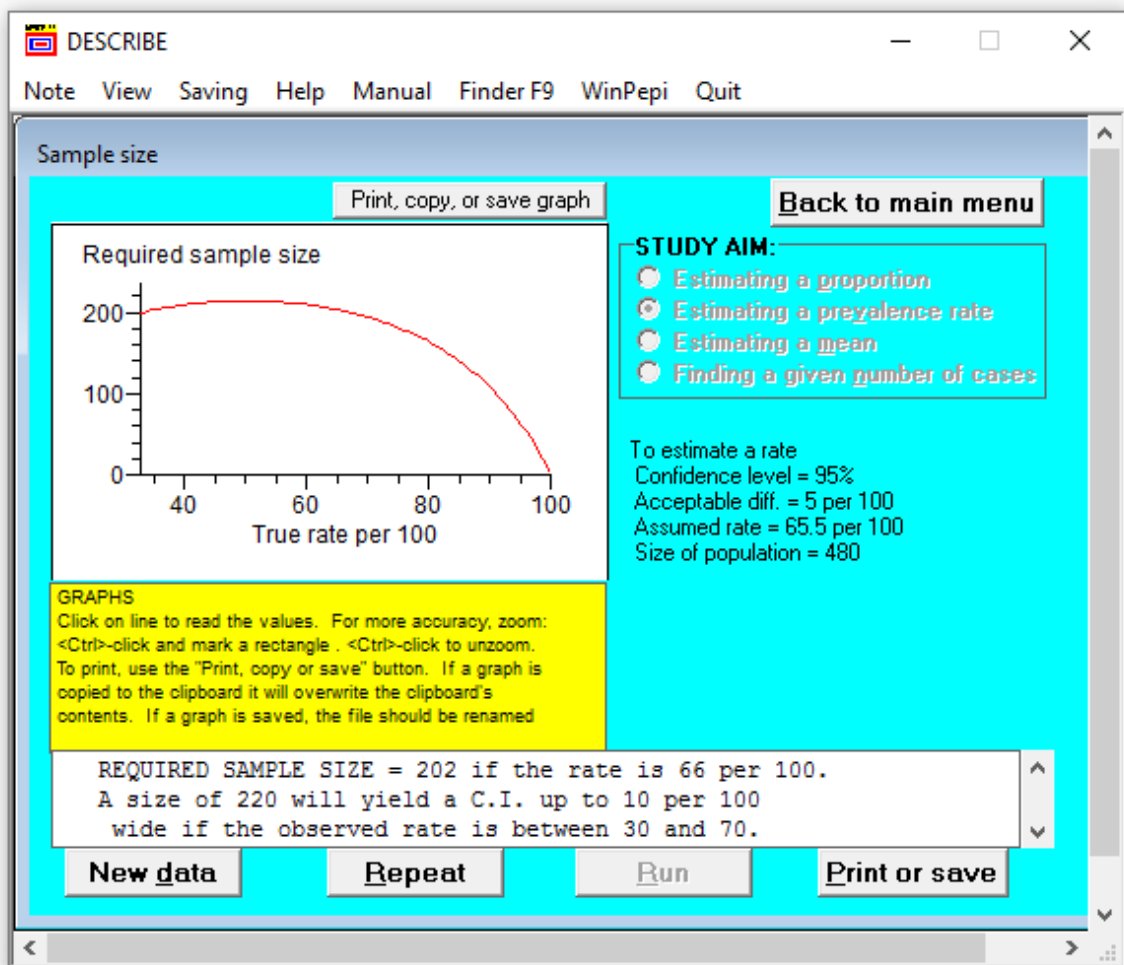 DESCRIBE
Note View Saving Help Manual Finder F9 WinPepi Quit
Sample size
Print, copy, or save graph
Back to main menu
Required sample size
200
100
0
40 60 80 100
True rate per 100
STUDY AIM:
Estimating a proportion
Estimating a prevalence rate
Estimating a mean
Finding a given number of cases
To estimate a rate
Confidence level = 95%
Acceptable diff. = 5 per 100
Assumed rate = 65.5 per 100
Size of population = 480
GRAPHS
Click on line to read the values. For more accuracy, zoom:
<Ctrl>-click and mark a rectangle . <Ctrl>-click to unzoom.
To print, use the "Print, copy or save" button. If a graph is
copied to the clipboard it will overwrite the clipboard's
contents. If a graph is saved, the file should be renamed
REQUIRED SAMPLE SIZE = 202 if the rate is 66 per 100.
A size of 220 will yield a C.I. up to 10 per 100
wide if the observed rate is between 30 and 70.
New data Repeat Run Print or save